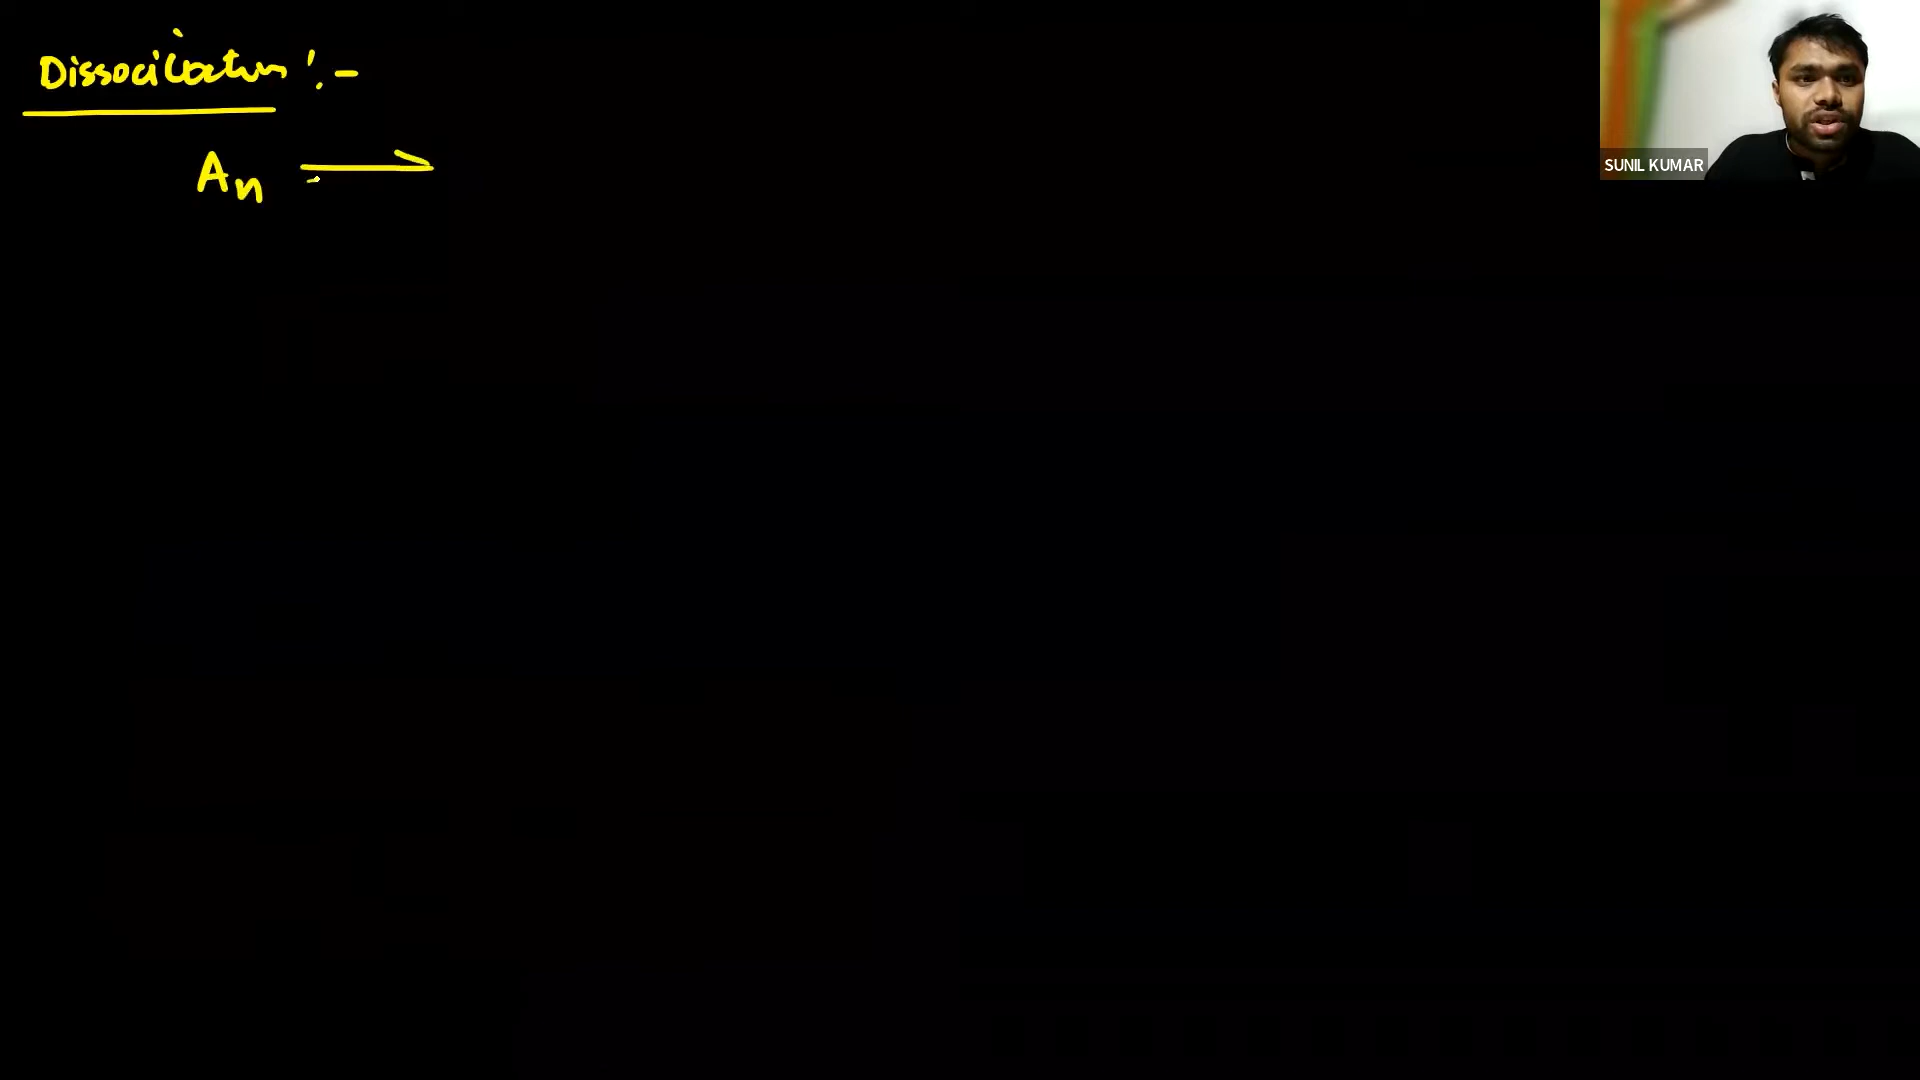 Dissociation :-
An ⇀
SUNIL KUMAR